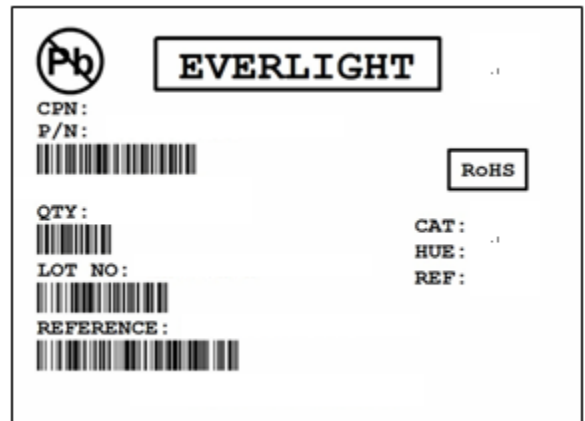 Pb
EVERLIGHT
CPN:
P/N:
RoHS
QTY:
CAT:
HUE:
LOT NO:
REF:
REFERENCE: